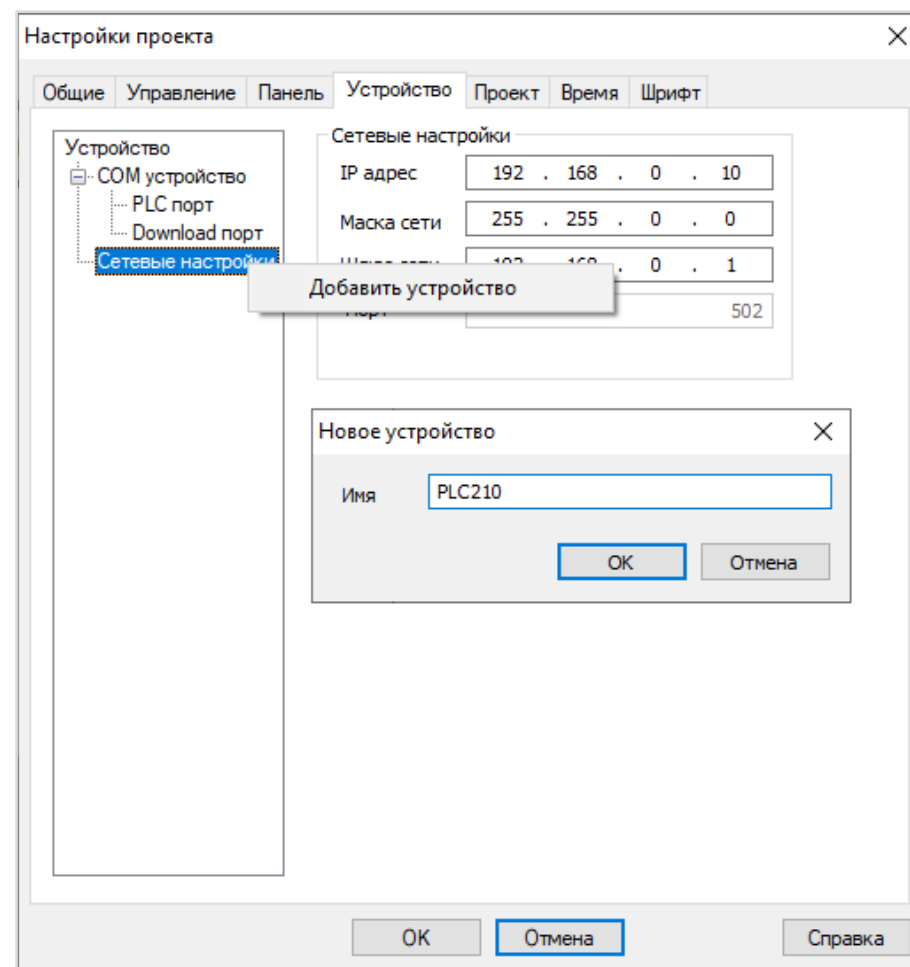 Настройки проекта
Общие Управление Панель Устройство Проект Время Шрифт
Устройство
COM устройство
PLC порт
Download порт
Сетевые настройки
Сетевые настройки
IP адрес 192 . 168 . 0 . 10
Маска сети 255 . 255 . 0 . 0
. 0 . 1
Добавить устройство
502
Новое устройство
Имя PLC210
OK Отмена
OK Отмена Справка